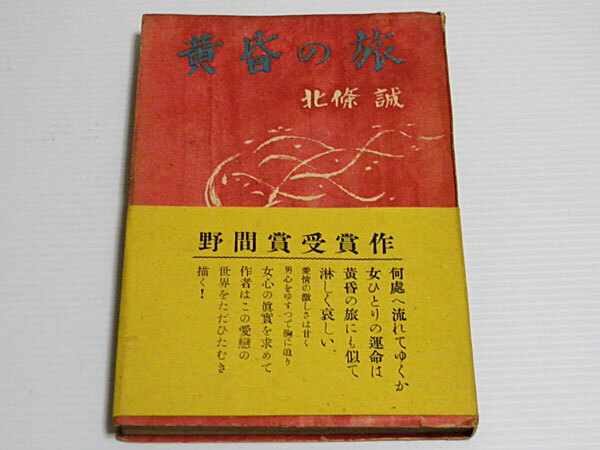 黄昏の旅
北條誠
野間賞受賞作
何處へ流れてゆくか
女ひとりの運命は
黄昏の旅にも似て
淋しく哀しい。
愛情の激しさは甘く
男心をゆすつて胸に迫り
女心の眞實を求めて
作者はこの愛戀の
世界をただひたむき
描く!